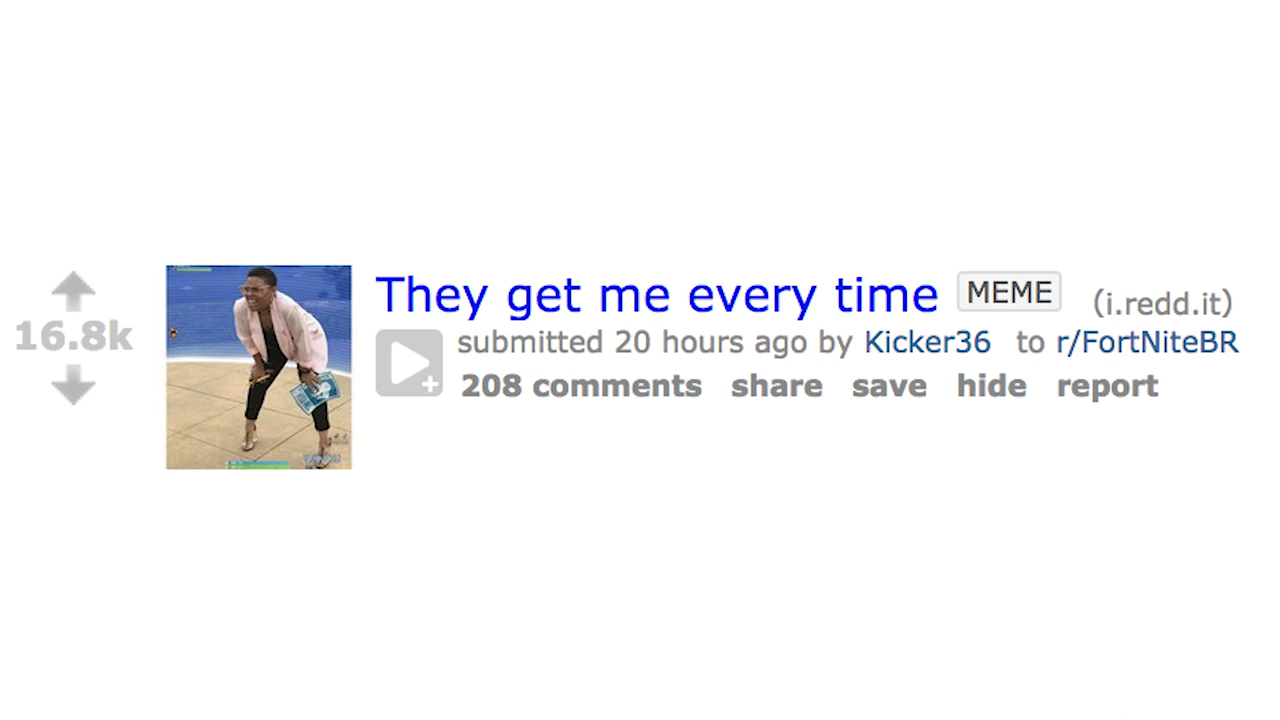 16.8k
They get me every time MEME (i.redd.it)
submitted 20 hours ago by Kicker36 to r/FortNiteBR
208 comments share save hide report